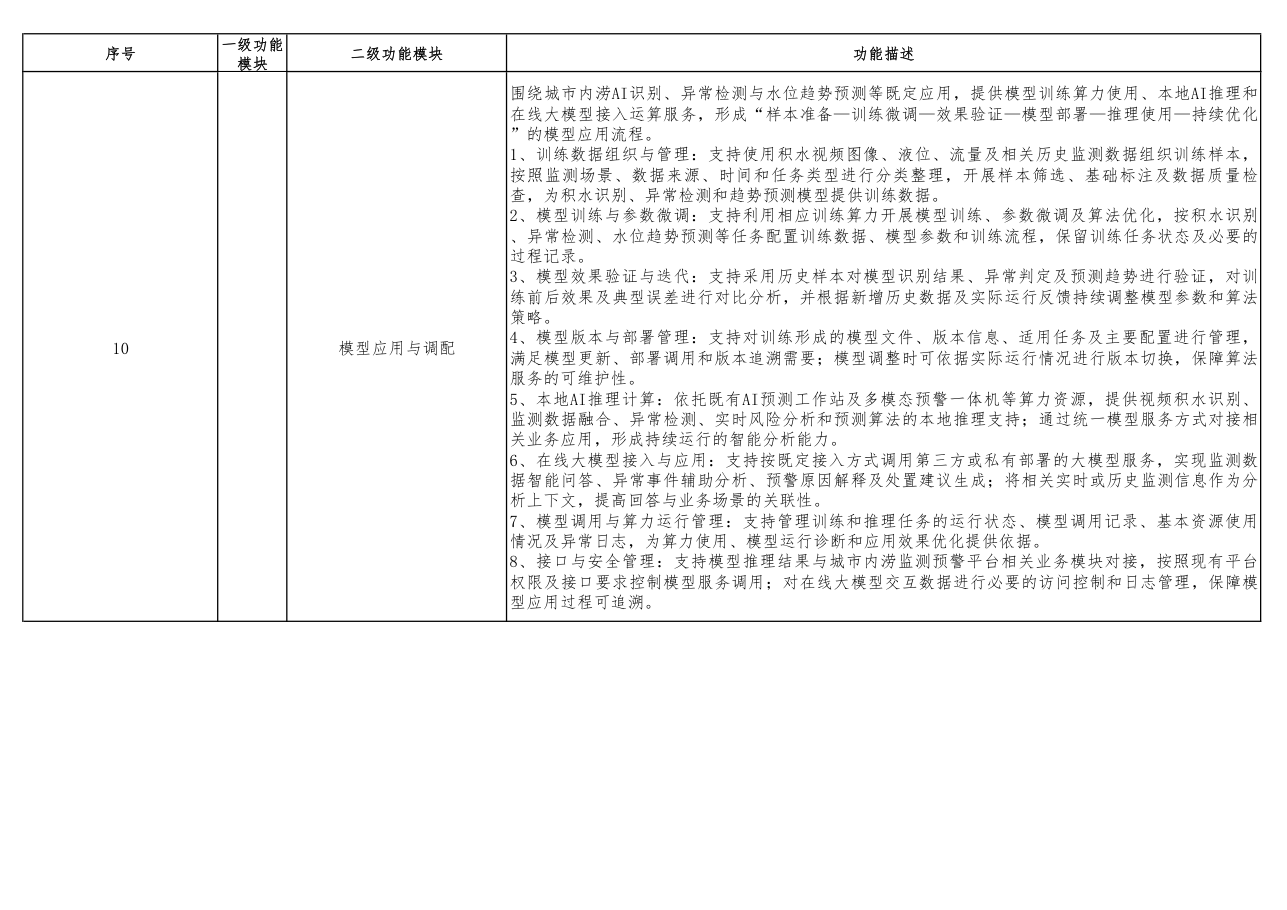 序号
一级功能
模块
二级功能模块
功能描述
10
模型应用与调配
围绕城市内涝AI识别、异常检测与水位趋势预测等既定应用，提供模型训练算力使用、本地AI推理和
在线大模型接入运算服务，形成“样本准备—训练微调—效果验证—模型部署—推理使用—持续优化
”的模型应用流程。
1、训练数据组织与管理：支持使用积水视频图像、液位、流量及相关历史监测数据组织训练样本，
按照监测场景、数据来源、时间和任务类型进行分类整理，开展样本筛选、基础标注及数据质量检
查，为积水识别、异常检测和趋势预测模型提供训练数据。
2、模型训练与参数微调：支持利用相应训练算力开展模型训练、参数微调及算法优化，按积水识别
、异常检测、水位趋势预测等任务配置训练数据、模型参数和训练流程，保留训练任务状态及必要的
过程记录。
3、模型效果验证与迭代：支持采用历史样本对模型识别结果、异常判定及预测趋势进行验证，对训
练前后效果及典型误差进行对比分析，并根据新增历史数据及实际运行反馈持续调整模型参数和算法
策略。
4、模型版本与部署管理：支持对训练形成的模型文件、版本信息、适用任务及主要配置进行管理，
满足模型更新、部署调用和版本追溯需要；模型调整时可依据实际运行情况进行版本切换，保障算法
服务的可维护性。
5、本地AI推理计算：依托既有AI预测工作站及多模态预警一体机等算力资源，提供视频积水识别、
监测数据融合、异常检测、实时风险分析和预测算法的本地推理支持；通过统一模型服务方式对接相
关业务应用，形成持续运行的智能分析能力。
6、在线大模型接入与应用：支持按既定接入方式调用第三方或私有部署的大模型服务，实现监测数
据智能问答、异常事件辅助分析、预警原因解释及处置建议生成；将相关实时或历史监测信息作为分
析上下文，提高回答与业务场景的关联性。
7、模型调用与算力运行管理：支持管理训练和推理任务的运行状态、模型调用记录、基本资源使用
情况及异常日志，为算力使用、模型运行诊断和应用效果优化提供依据。
8、接口与安全管理：支持模型推理结果与城市内涝监测预警平台相关业务模块对接，按照现有平台
权限及接口要求控制模型服务调用；对在线大模型交互数据进行必要的访问控制和日志管理，保障模
型应用过程可追溯。